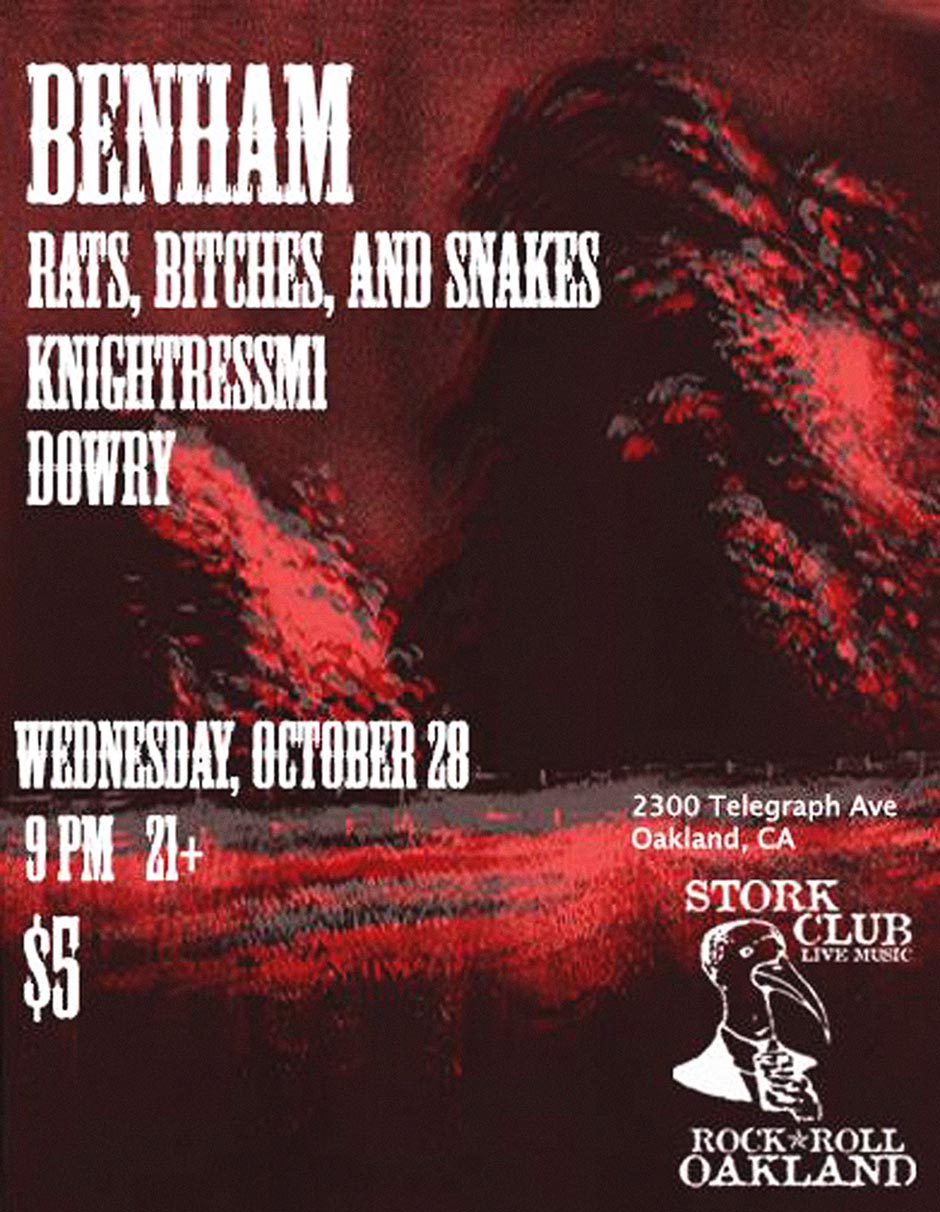 BENHAM
RATS, BITCHES, AND SNAKES
KNIGHTRESSM1
DOWRY
WEDNESDAY, OCTOBER 28
9 PM 21+
$5
2300 Telegraph Ave
Oakland, CA
STORK
CLUB
LIVE MUSIC
ROCK★ROLL
OAKLAND